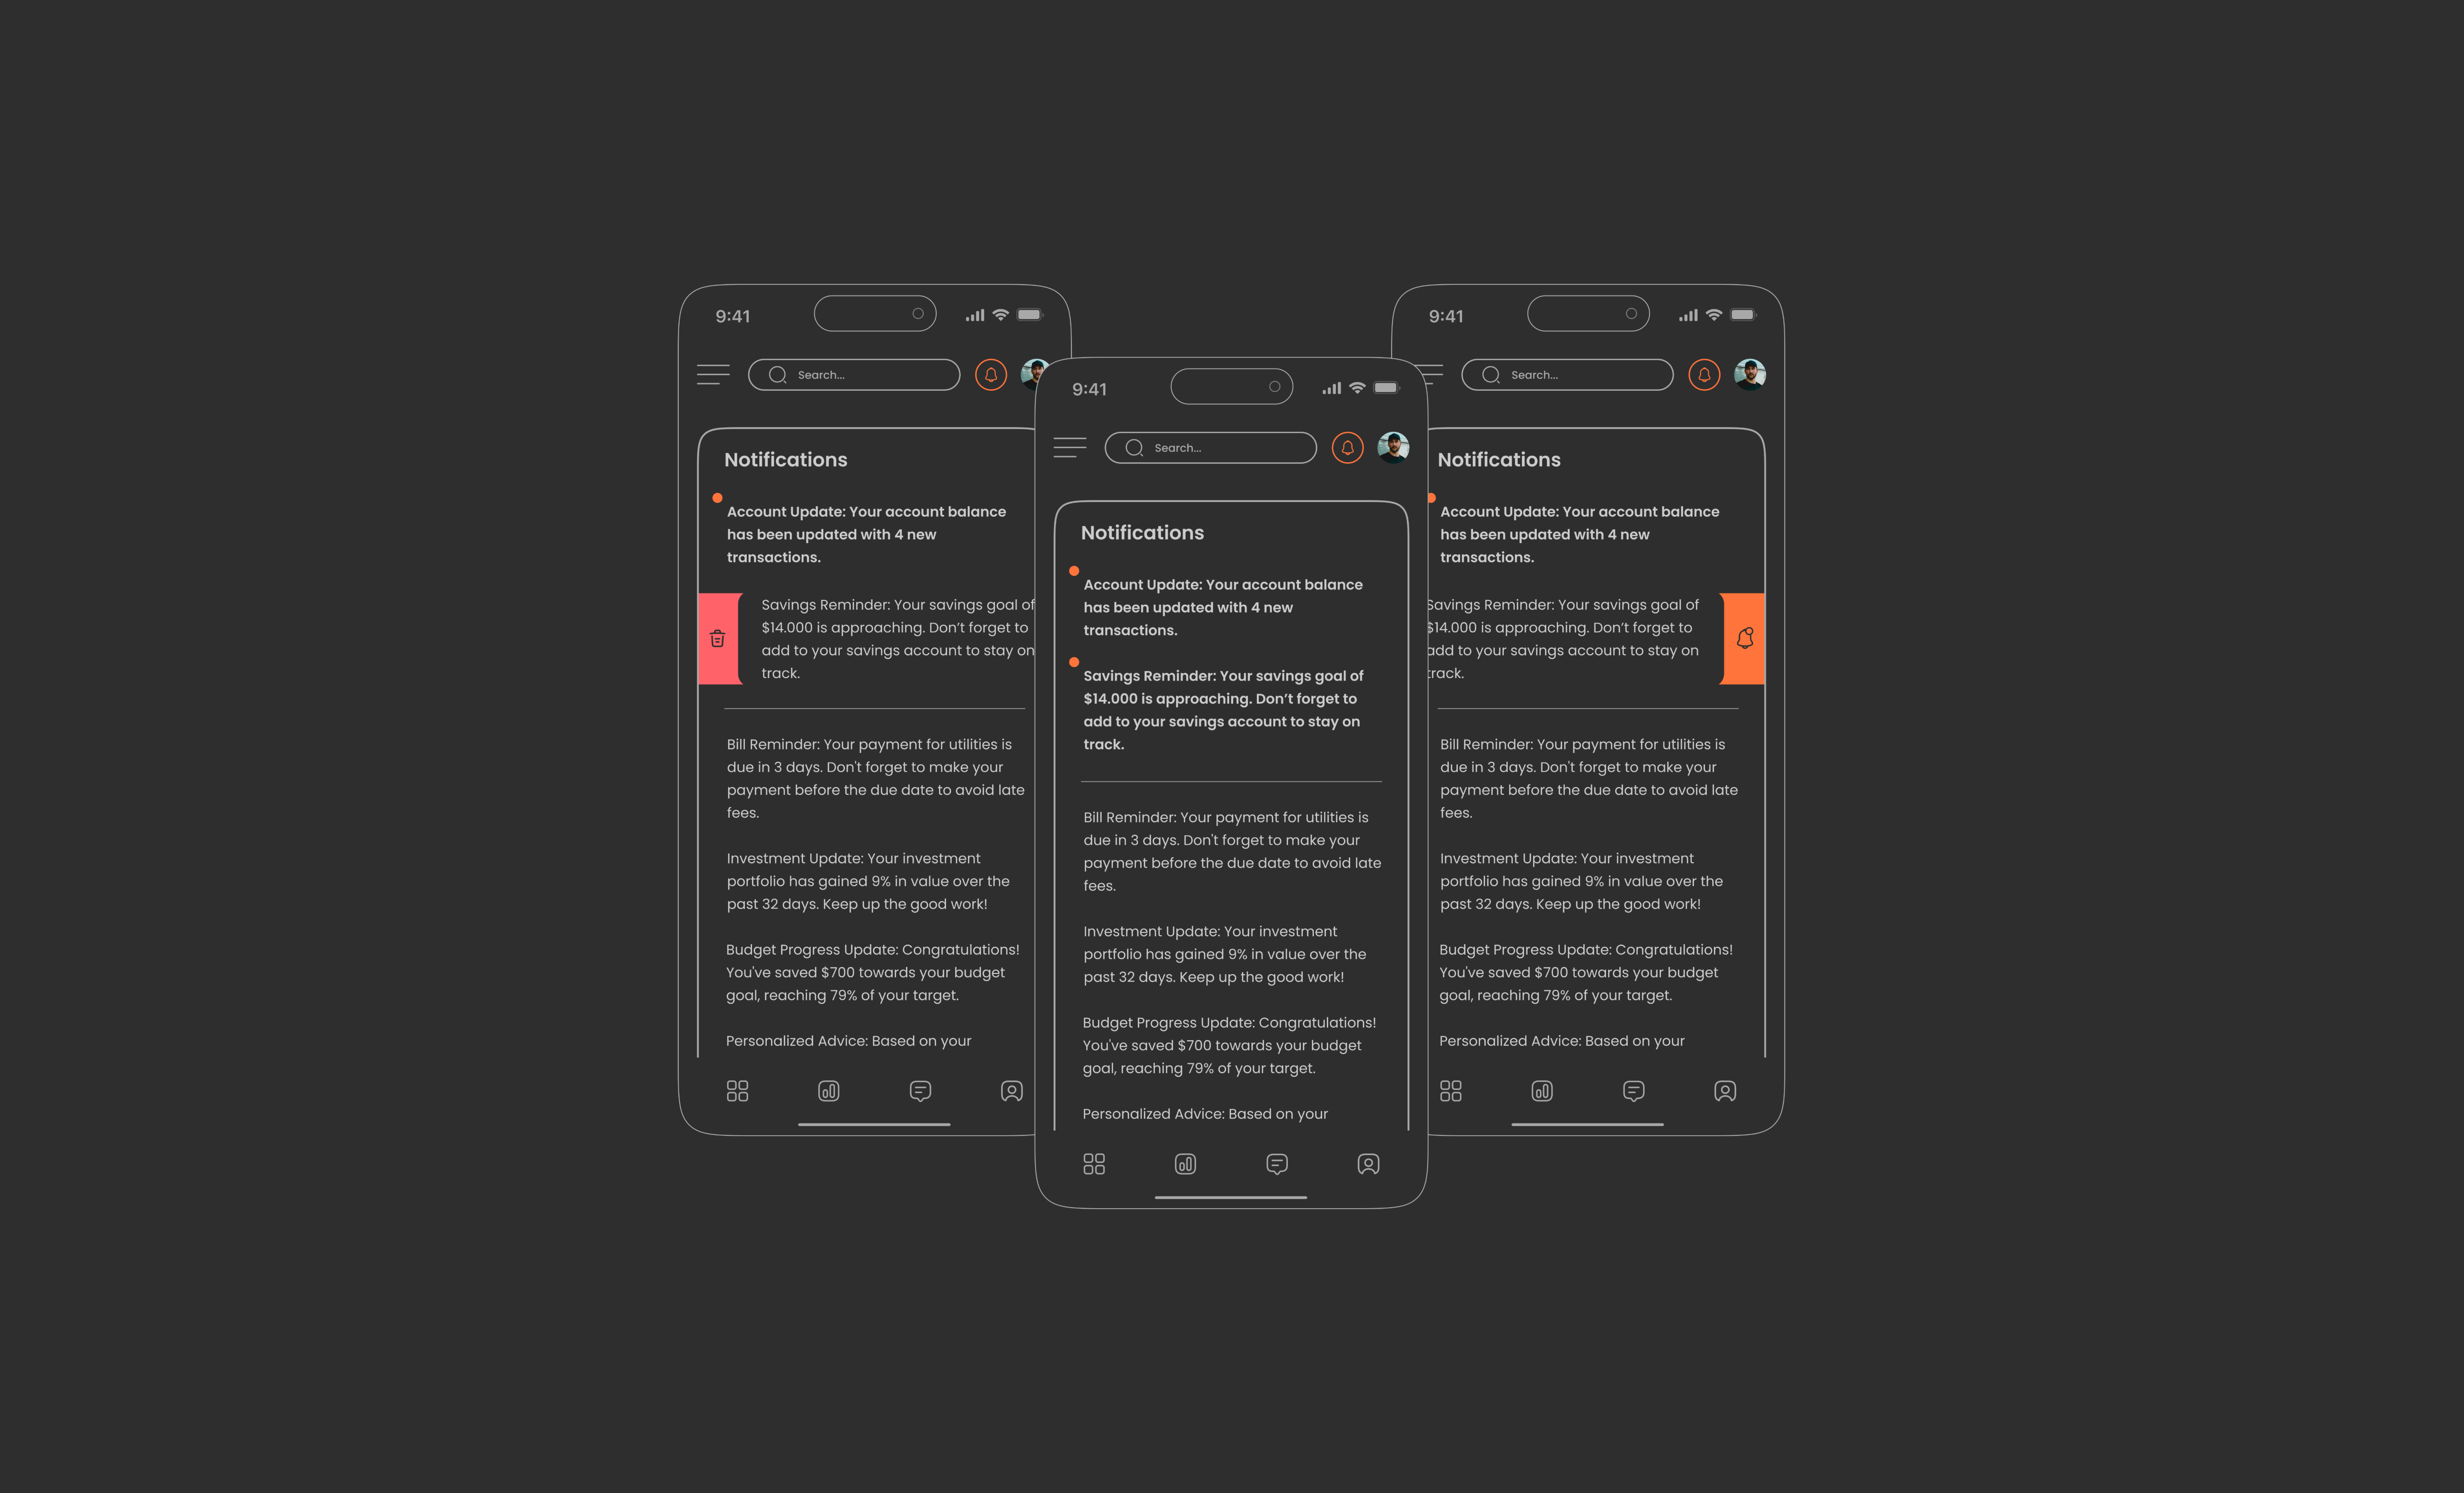 9:41
Search...
Notifications
Account Update: Your account balance
has been updated with 4 new
transactions.
Savings Reminder: Your savings goal of
$14.000 is approaching. Don’t forget to
add to your savings account to stay on
track.
Bill Reminder: Your payment for utilities is
due in 3 days. Don't forget to make your
payment before the due date to avoid late
fees.
Investment Update: Your investment
portfolio has gained 9% in value over the
past 32 days. Keep up the good work!
Budget Progress Update: Congratulations!
You've saved $700 towards your budget
goal, reaching 79% of your target.
Personalized Advice: Based on your
9:41
Search...
Notifications
Account Update: Your account balance
has been updated with 4 new
transactions.
Savings Reminder: Your savings goal of
$14.000 is approaching. Don’t forget to
add to your savings account to stay on
track.
Bill Reminder: Your payment for utilities is
due in 3 days. Don't forget to make your
payment before the due date to avoid late
fees.
Investment Update: Your investment
portfolio has gained 9% in value over the
past 32 days. Keep up the good work!
Budget Progress Update: Congratulations!
You've saved $700 towards your budget
goal, reaching 79% of your target.
Personalized Advice: Based on your
9:41
Search...
Notifications
Account Update: Your account balance
has been updated with 4 new
transactions.
Savings Reminder: Your savings goal of
$14.000 is approaching. Don’t forget to
add to your savings account to stay on
track.
Bill Reminder: Your payment for utilities is
due in 3 days. Don't forget to make your
payment before the due date to avoid late
fees.
Investment Update: Your investment
portfolio has gained 9% in value over the
past 32 days. Keep up the good work!
Budget Progress Update: Congratulations!
You've saved $700 towards your budget
goal, reaching 79% of your target.
Personalized Advice: Based on your